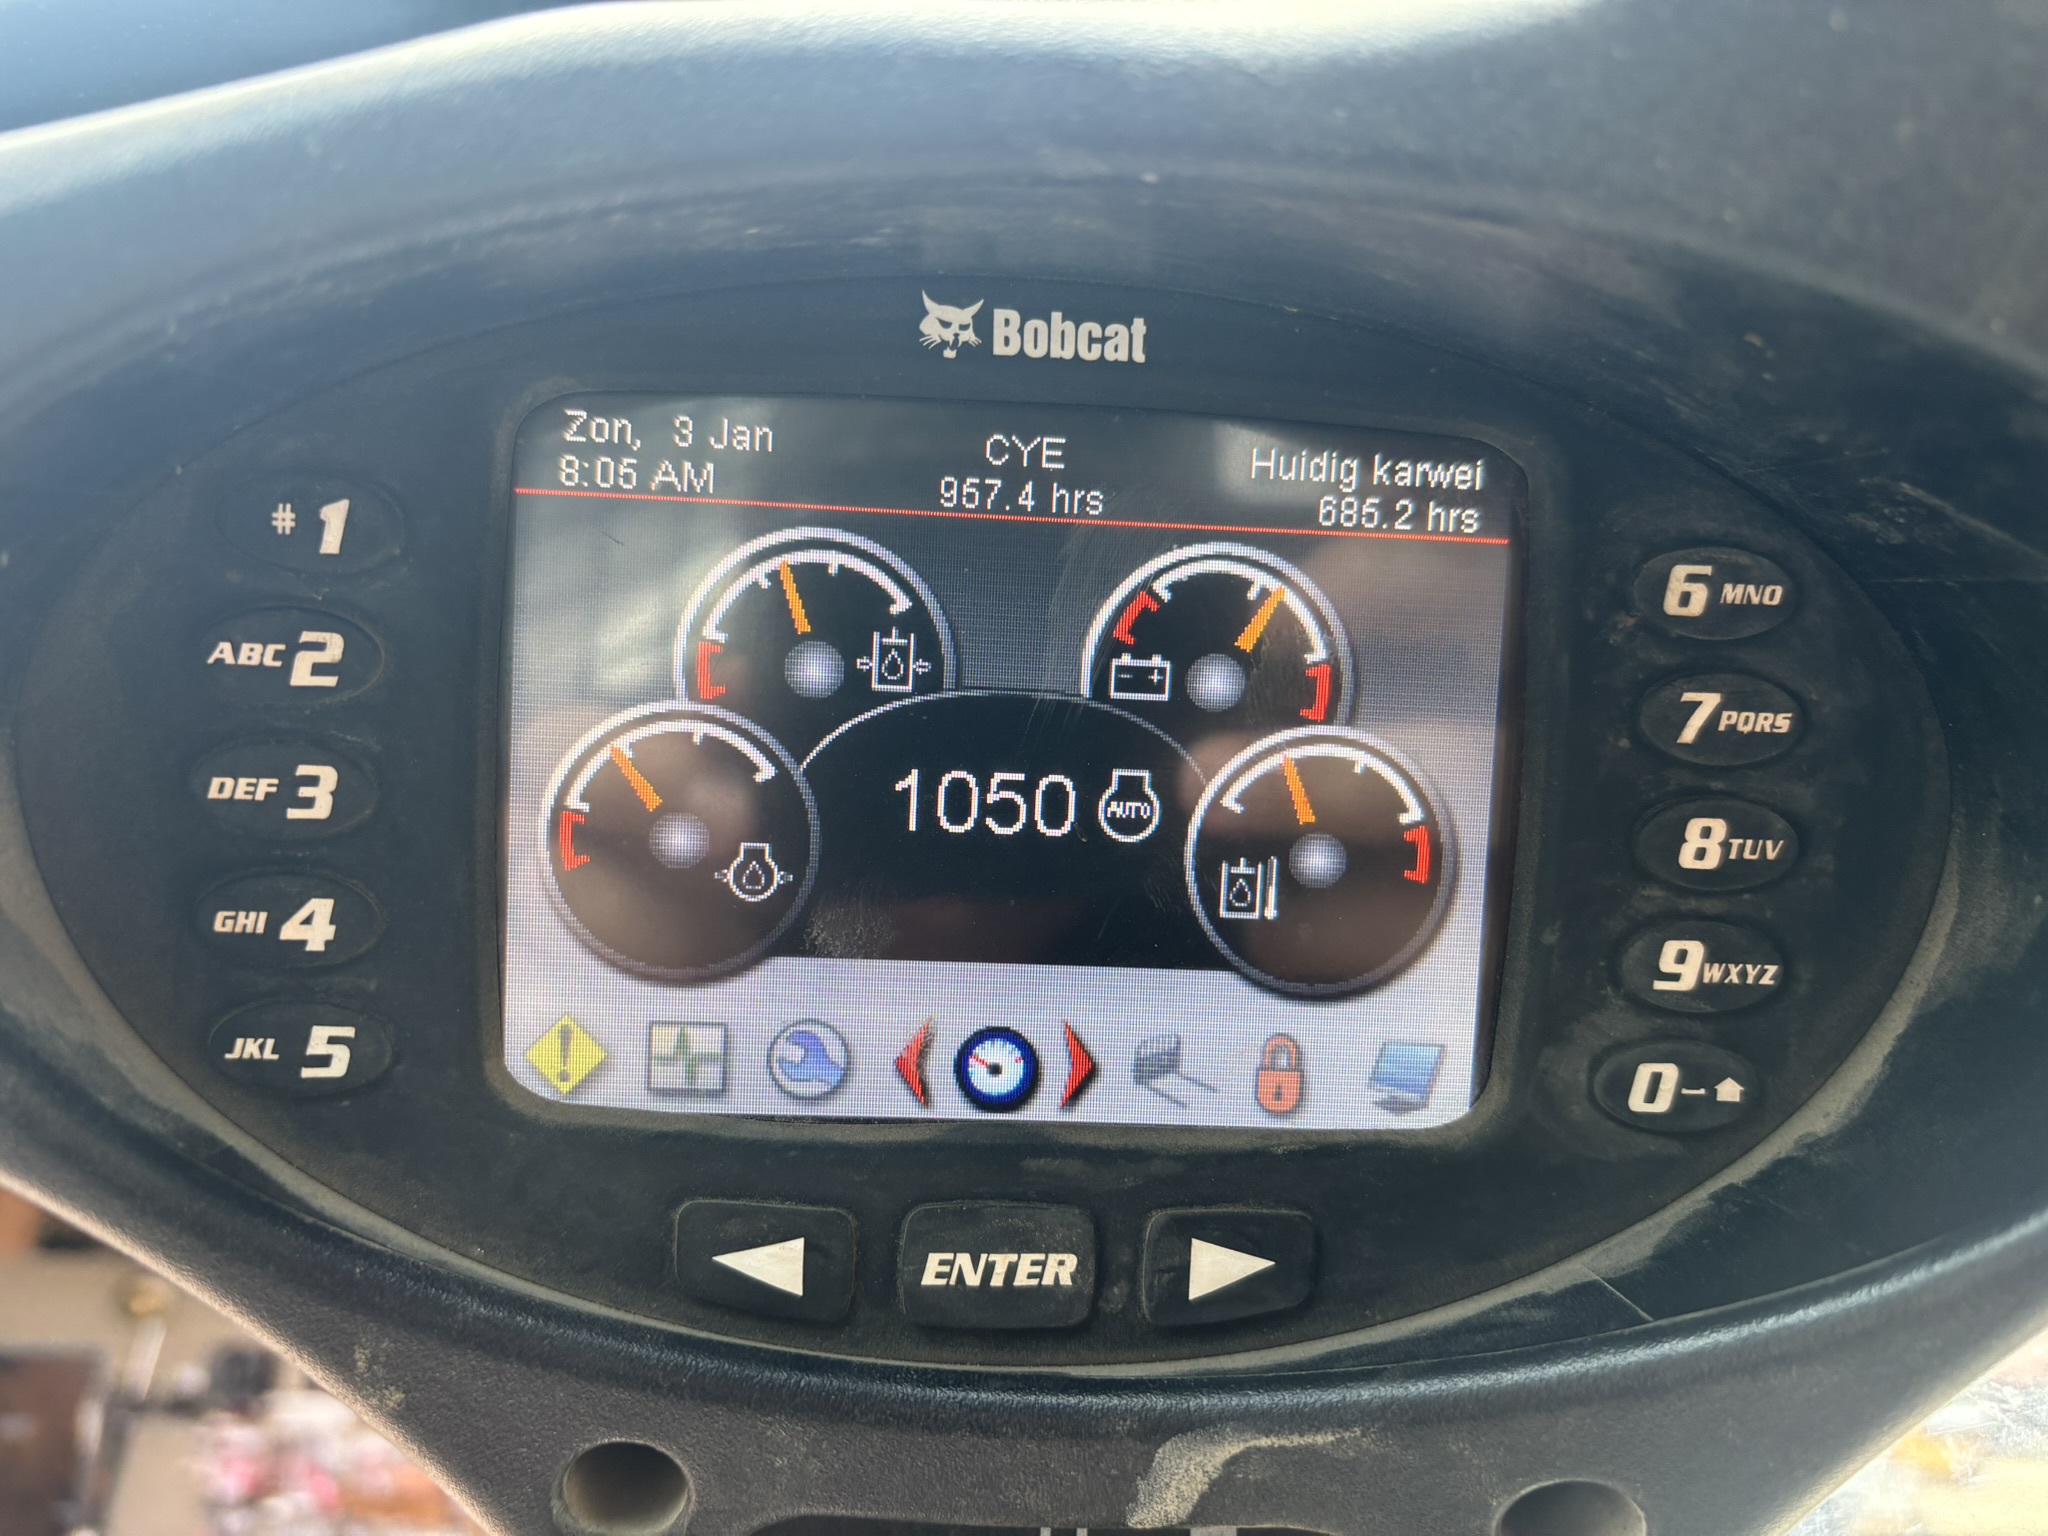 Bobcat
Zon, 3 Jan
8:05 AM
CYE
957.4 hrs
Huidig karwei
685.2 hrs
1050 AUTO
# 1
ABC 2
DEF 3
GHI 4
JKL 5
6 MNO
7 PQRS
8 TUV
9 WXYZ
0
ENTER